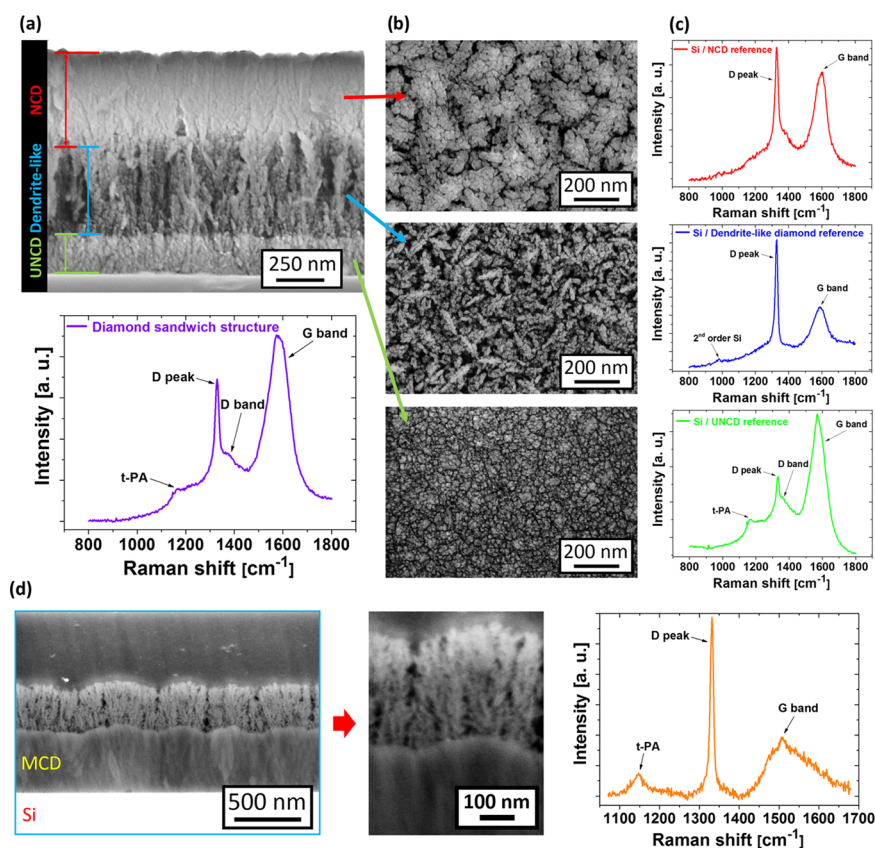 (a)
NCD
Dendrite-like
UNCD
250 nm
Diamond sandwich structure
G band
D peak
D band
t-PA
Intensity [a. u.]
800 1000 1200 1400 1600 1800
Raman shift [cm-1]
(b)
200 nm
200 nm
200 nm
(c)
Si / NCD reference
G band
D peak
Intensity [a. u.]
800 1000 1200 1400 1600 1800
Raman shift [cm-1]
Si / Dendrite-like diamond reference
D peak
G band
2nd order Si
Intensity [a. u.]
800 1000 1200 1400 1600 1800
Raman shift [cm-1]
Si / UNCD reference
G band
D peak
D band
t-PA
Intensity [a. u.]
800 1000 1200 1400 1600 1800
Raman shift [cm-1]
(d)
MCD
Si
500 nm
100 nm
D peak
G band
t-PA
Intensity [a. u.]
1100 1200 1300 1400 1500 1600 1700
Raman shift [cm-1]